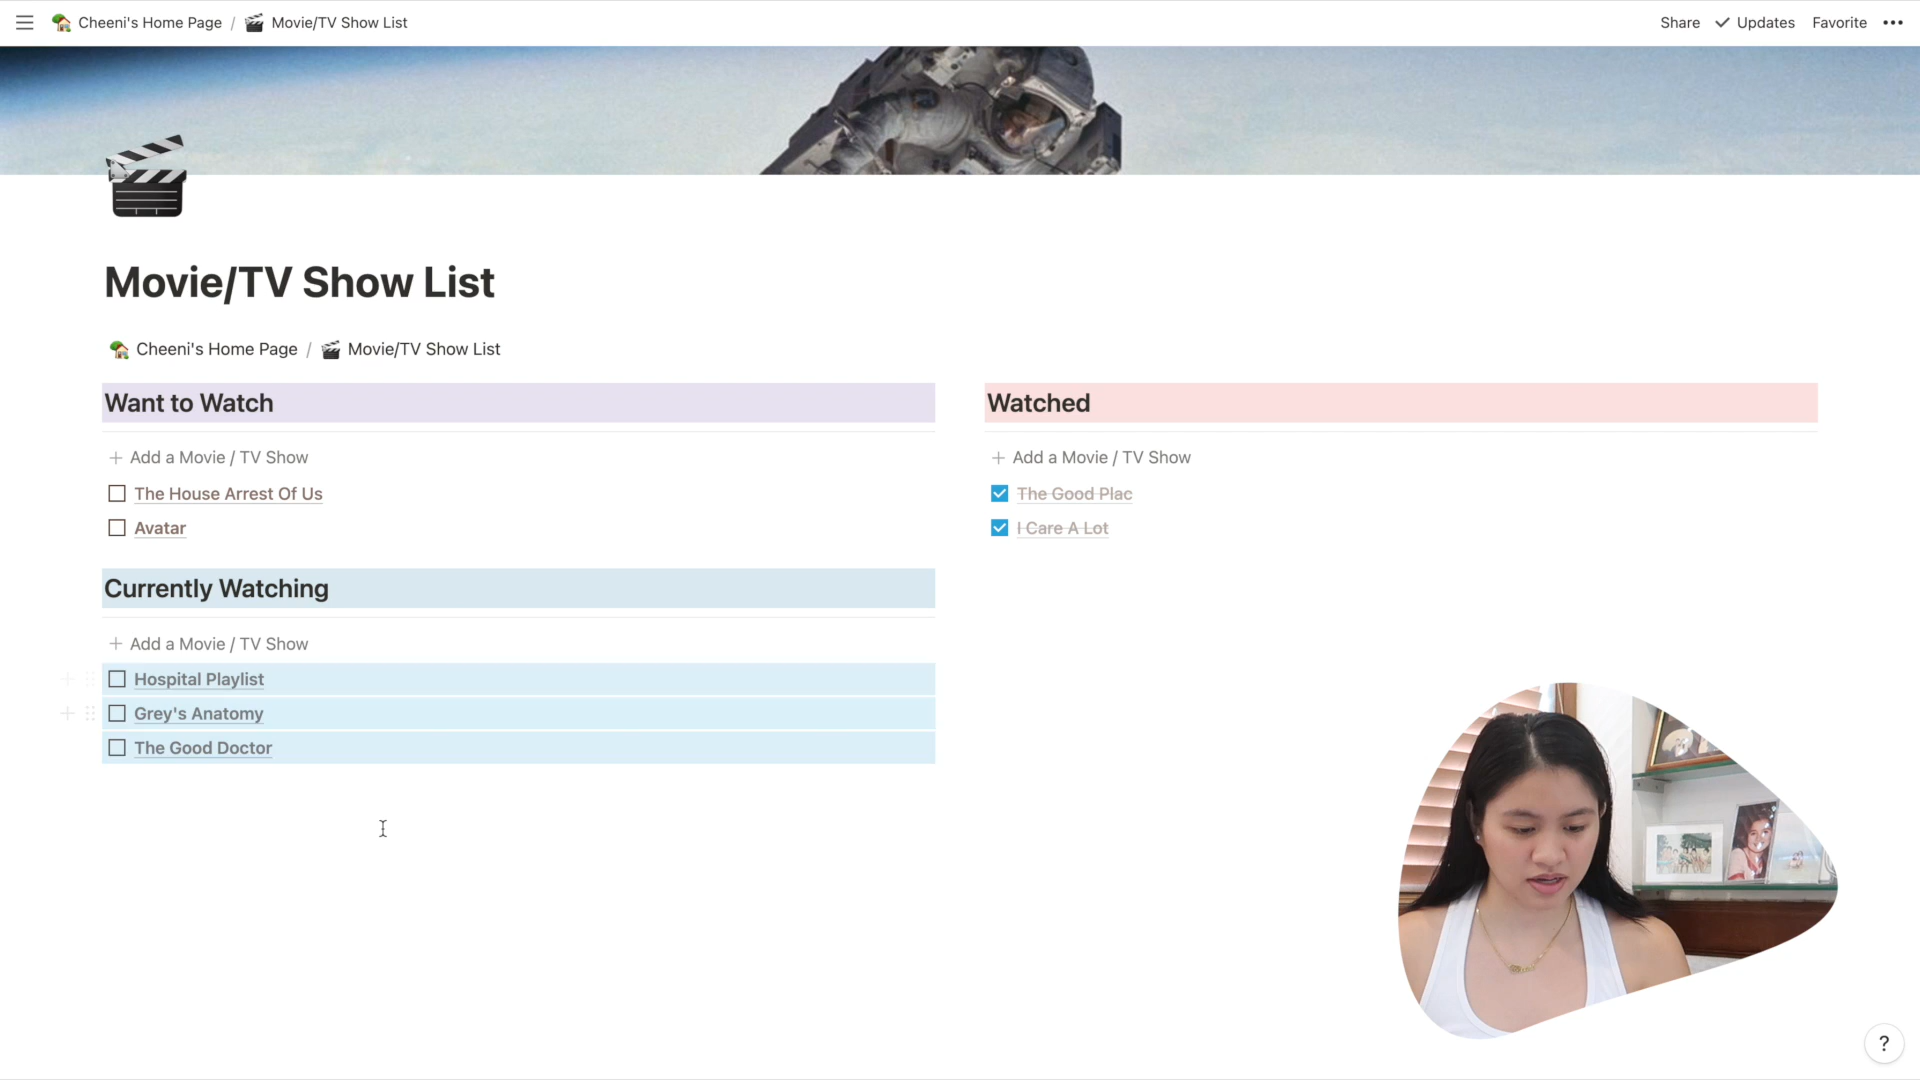 Cheeni's Home Page / Movie/TV Show List
Share Updates Favorite
Movie/TV Show List
Cheeni's Home Page / Movie/TV Show List
Want to Watch
Add a Movie / TV Show
The House Arrest Of Us
Avatar
Currently Watching
Add a Movie / TV Show
Hospital Playlist
Grey's Anatomy
The Good Doctor
Watched
Add a Movie / TV Show
The Good Plac
I Care A Lot
?